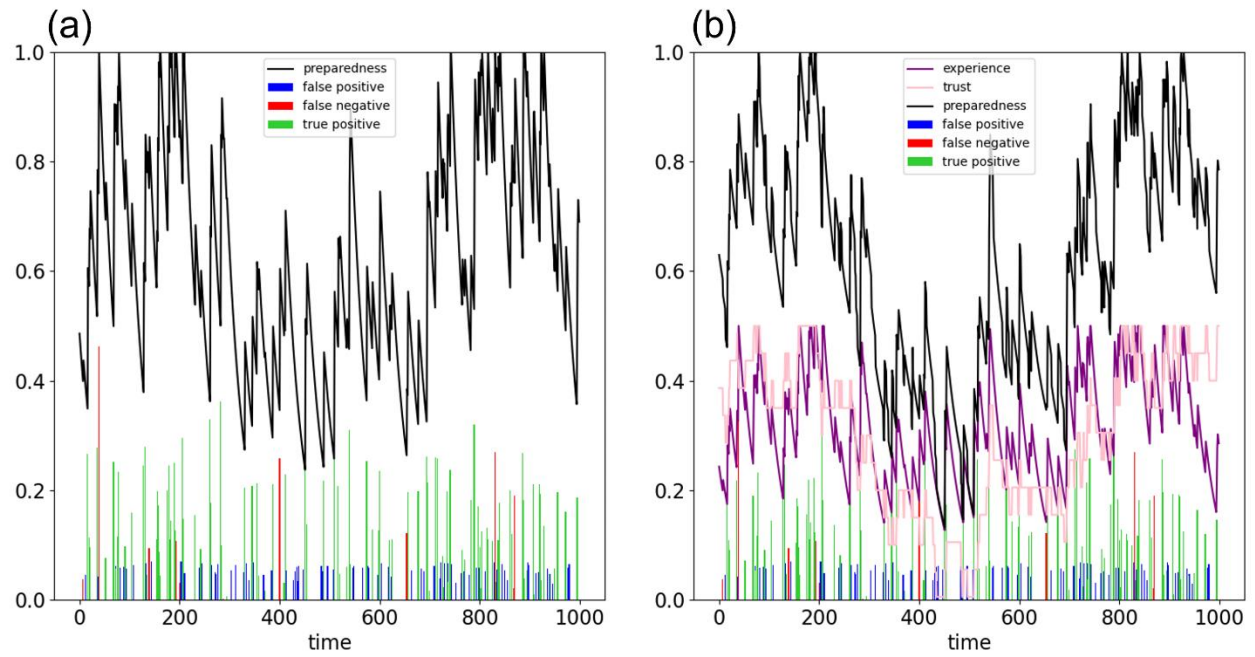 (a)
1.0
0.8
0.6
0.4
0.2
0.0
preparedness
false positive
false negative
true positive
0 200 400 600 800 1000
time
(b)
1.0
0.8
0.6
0.4
0.2
0.0
experience
trust
preparedness
false positive
false negative
true positive
0 200 400 600 800 1000
time